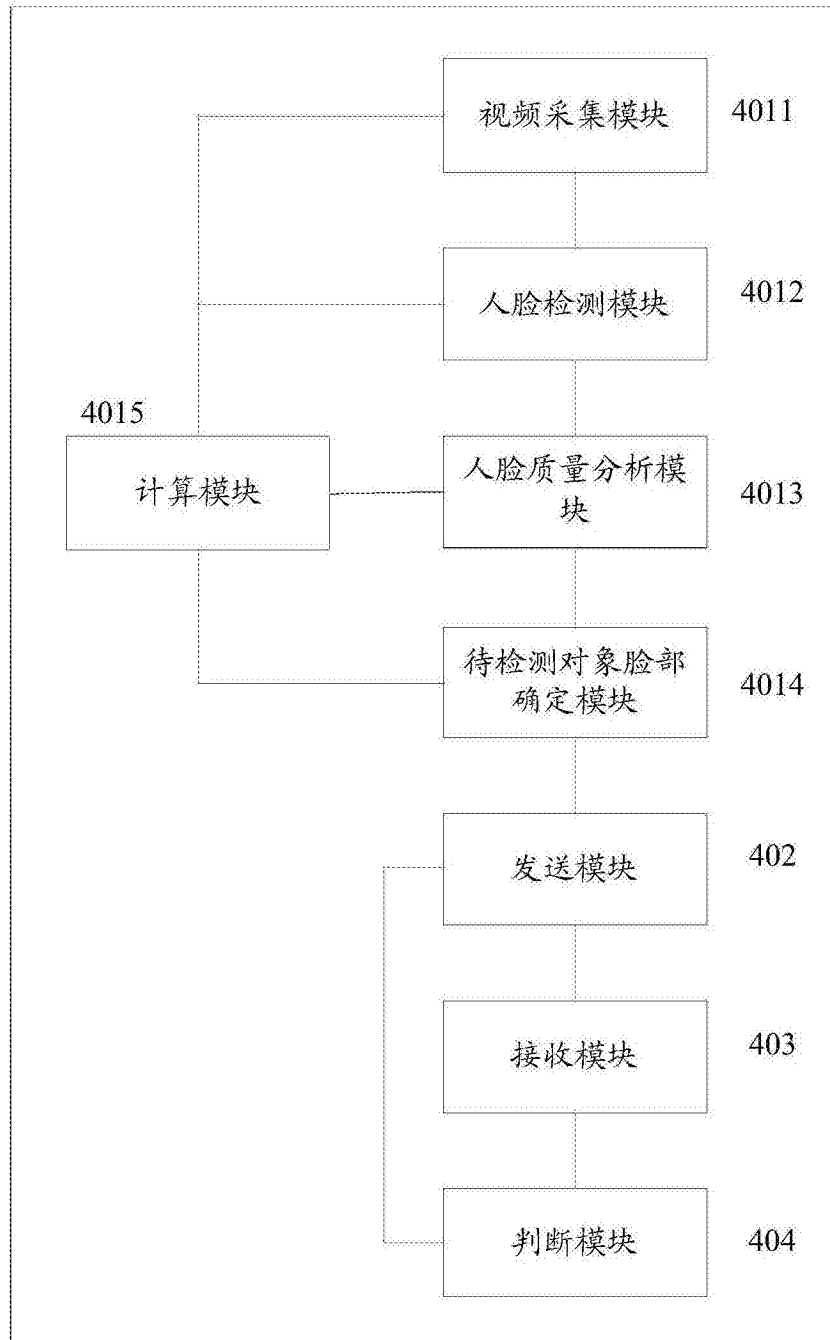 视频采集模块
4011
人脸检测模块
4012
4015
计算模块
人脸质量分析模
块
4013
待检测对象脸部
确定模块
4014
发送模块
402
接收模块
403
判断模块
404